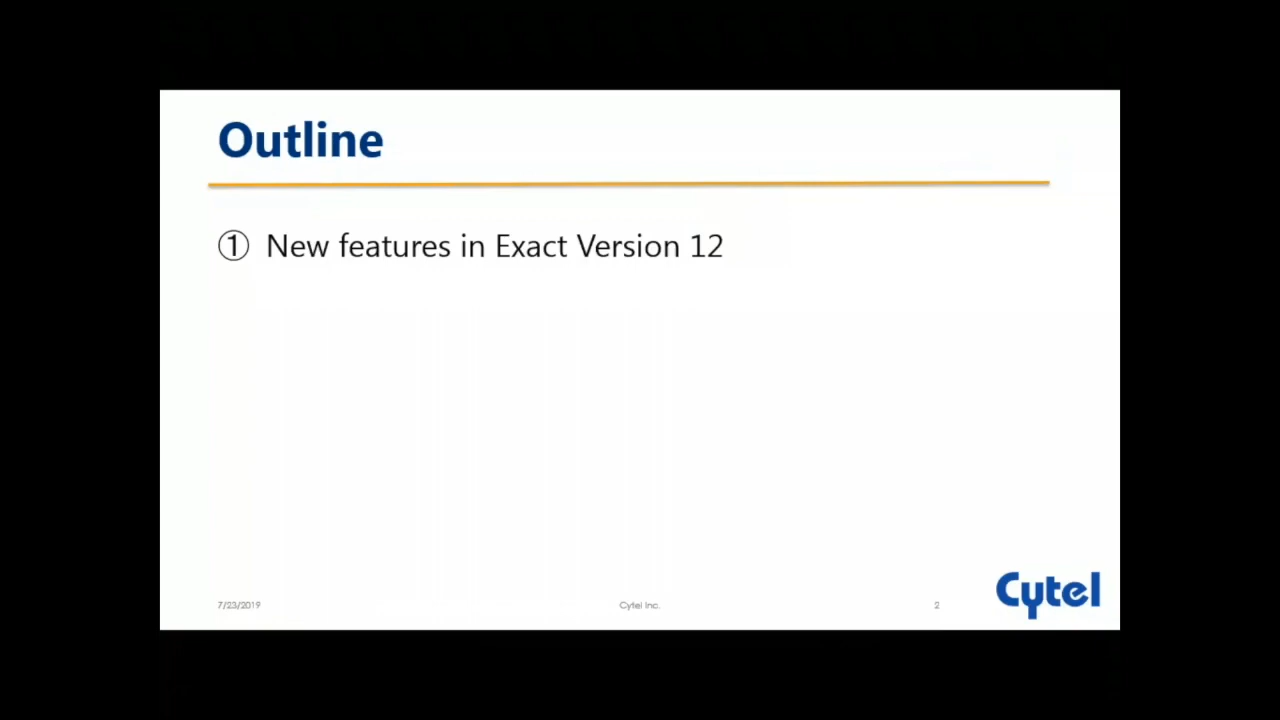 Outline
① New features in Exact Version 12
7/23/2019
Cytel Inc.
2
Cytel